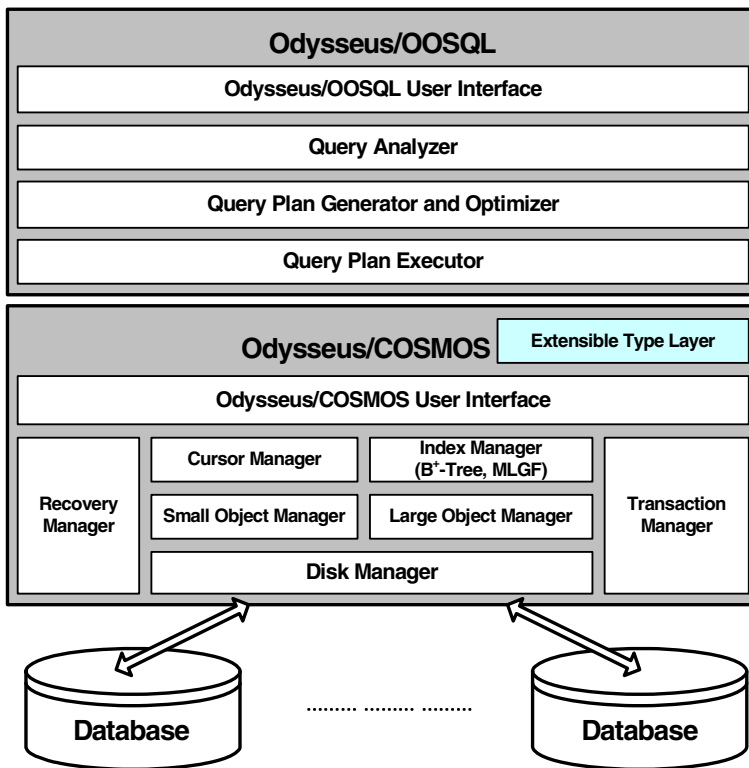 Odysseus/OOSQL
Odysseus/OOSQL User Interface
Query Analyzer
Query Plan Generator and Optimizer
Query Plan Executor
Extensible Type Layer
Odysseus/COSMOS
Odysseus/COSMOS User Interface
Recovery
Manager
Cursor Manager
Index Manager
(B⁺-Tree, MLGF)
Small Object Manager
Large Object Manager
Disk Manager
Transaction
Manager
Database
......... ......... .........
Database